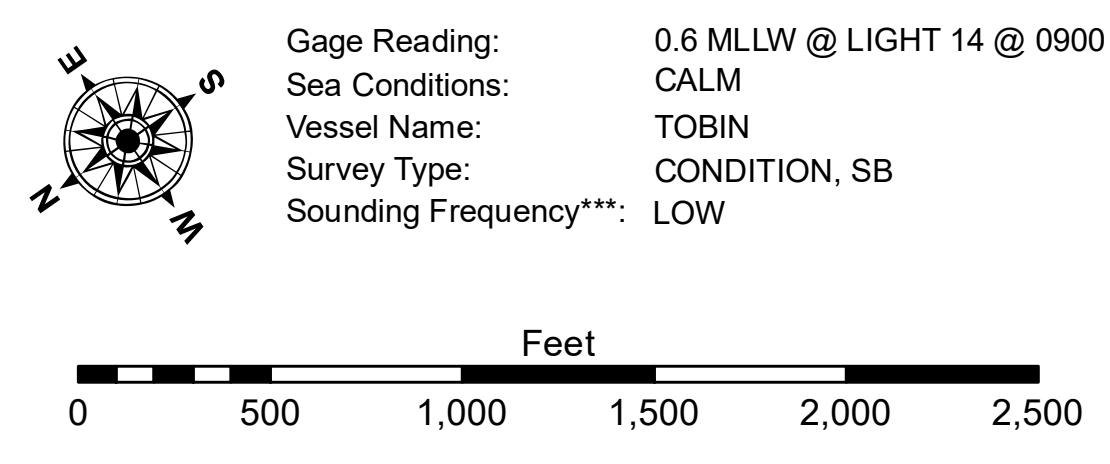 E
S
N
W
Gage Reading: 0.6 MLLW @ LIGHT 14 @ 0900
Sea Conditions: CALM
Vessel Name: TOBIN
Survey Type: CONDITION, SB
Sounding Frequency***: LOW
Feet
0 500 1,000 1,500 2,000 2,500